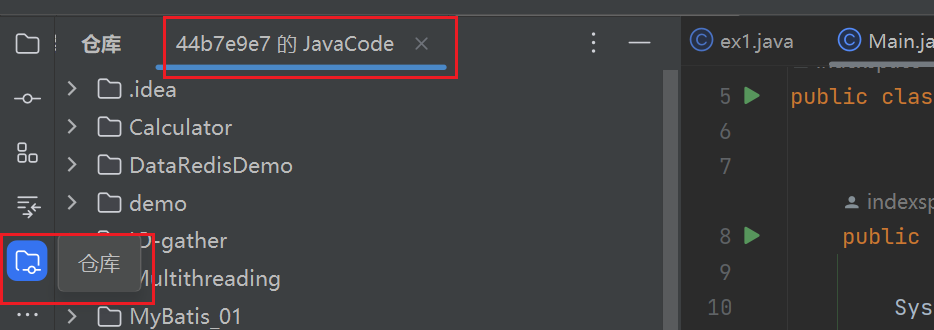 仓库 44b7e9e7 的 JavaCode
.idea
Calculator
DataRedisDemo
demo
IO-gather
仓库
Multithreading
MyBatis_01
ex1.java Main.ja
5 public clas
6
7
indexsp
8 public
9
10 Sys